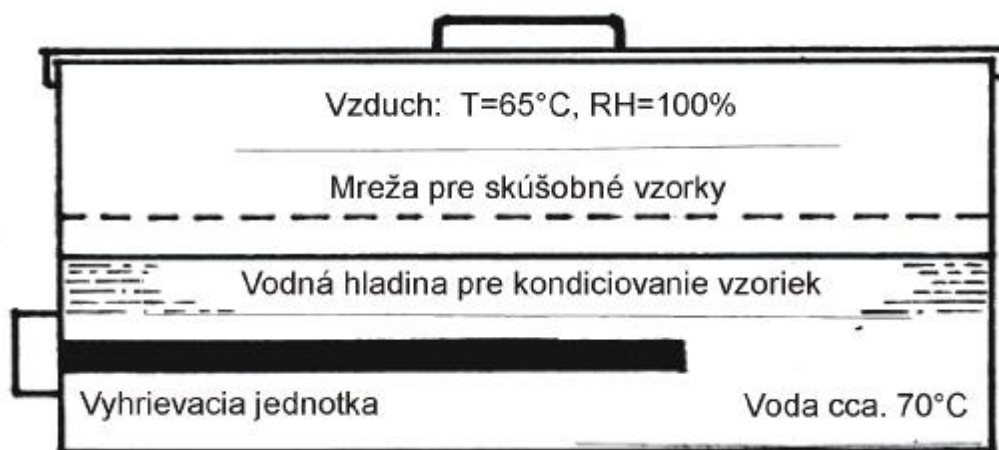 Vzduch: T=65°C, RH=100%
Mreža pre skúšobné vzorky
Vodná hladina pre kondiciovanie vzoriek
Vyhrievacia jednotka
Voda cca. 70°C